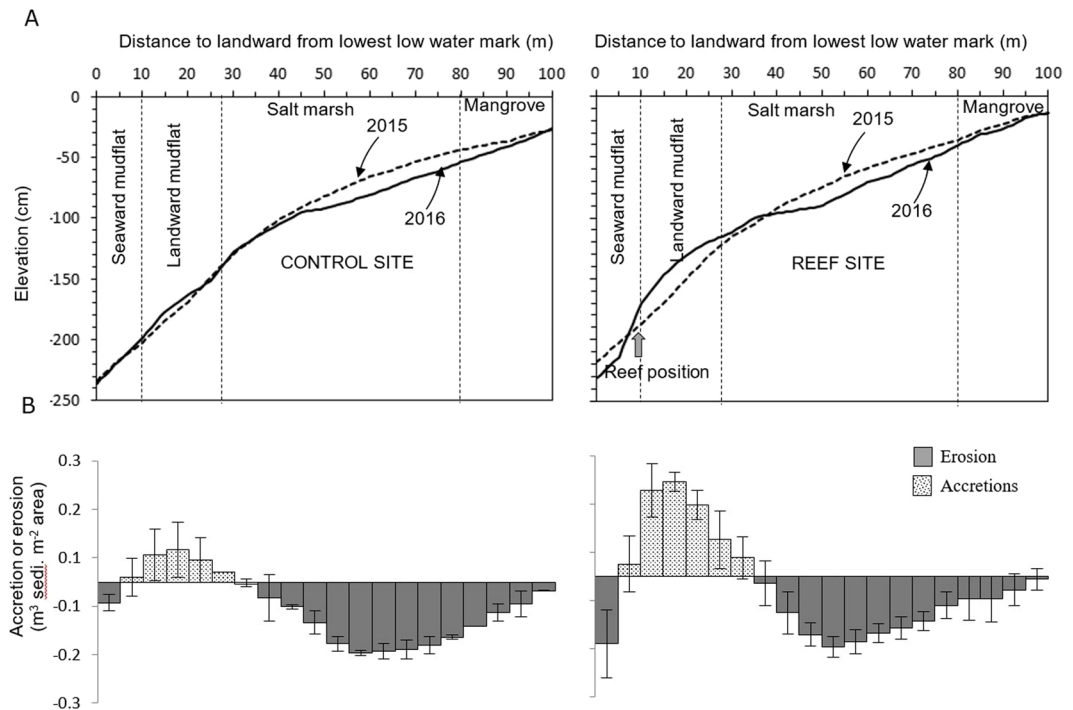 A
Distance to landward from lowest low water mark (m)
Distance to landward from lowest low water mark (m)
0 10 20 30 40 50 60 70 80 90 100
0 10 20 30 40 50 60 70 80 90 100
Elevation (cm)
0
-50
-100
-150
-200
-250
Seaward mudflat
Landward mudflat
Salt marsh
Mangrove
2015
2016
CONTROL SITE
Seaward mudflat
Landward mudflat
Salt marsh
Mangrove
2015
2016
REEF SITE
Reef position
B
Accretion or erosion
(m³ sedi. m⁻² area)
0.3
0.2
0.1
-0.1
-0.2
-0.3
Erosion
Accretions